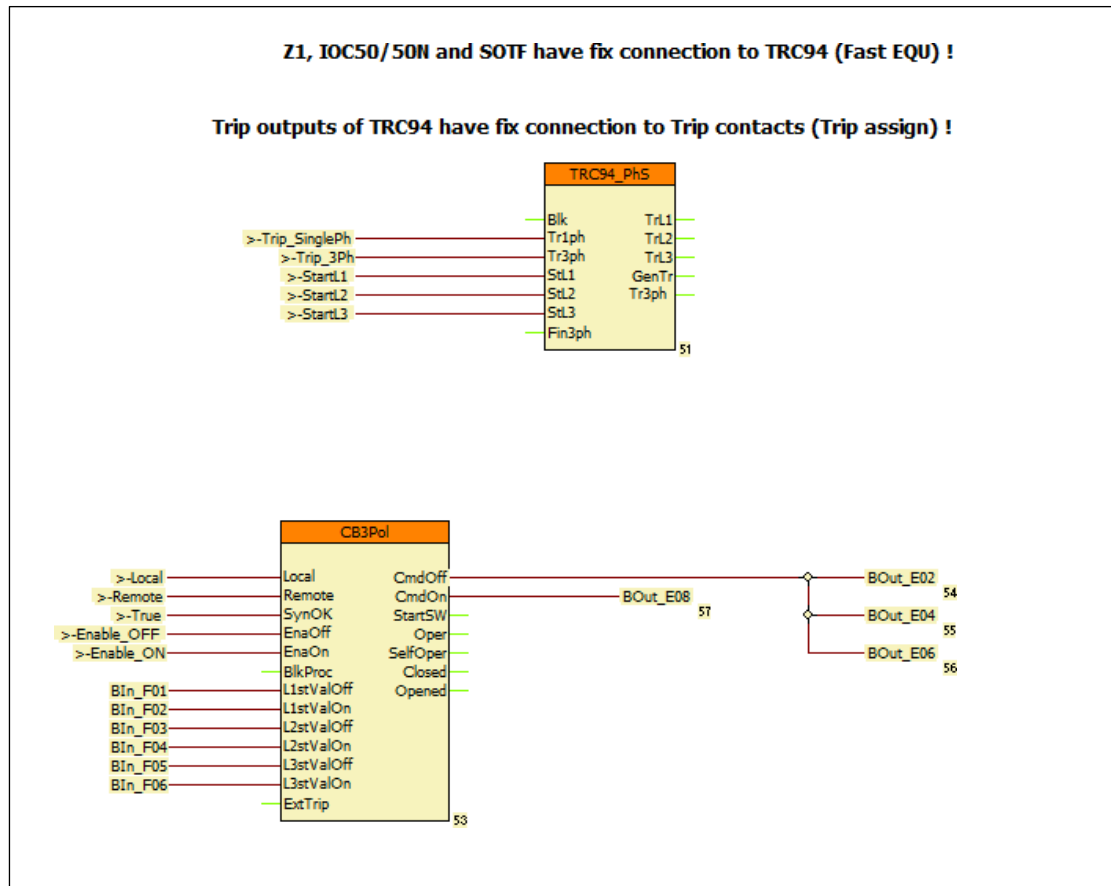 Z1, IOC50/50N and SOTF have fix connection to TRC94 (Fast EQU) !
Trip outputs of TRC94 have fix connection to Trip contacts (Trip assign) !
TRC94_PhS
Blk TrL1
>-Trip_SinglePh Tr1ph TrL2
>-Trip_3Ph Tr3ph TrL3
>-StartL1 StL1 GenTr
>-StartL2 StL2 Tr3ph
>-StartL3 StL3
Fin3ph
51
CB3Pol
>-Local Local CmdOff BOut_E02
54
>-Remote Remote CmdOn BOut_E08
57
>-True SynOK StartSW BOut_E04
55
>-Enable_OFF EnaOff Oper
>-Enable_ON EnaOn SelfOper BOut_E06
56
BlkProc Closed
BIn_F01 L1stValOff Opened
BIn_F02 L1stValOn
BIn_F03 L2stValOff
BIn_F04 L2stValOn
BIn_F05 L3stValOff
BIn_F06 L3stValOn
ExtTrip
53